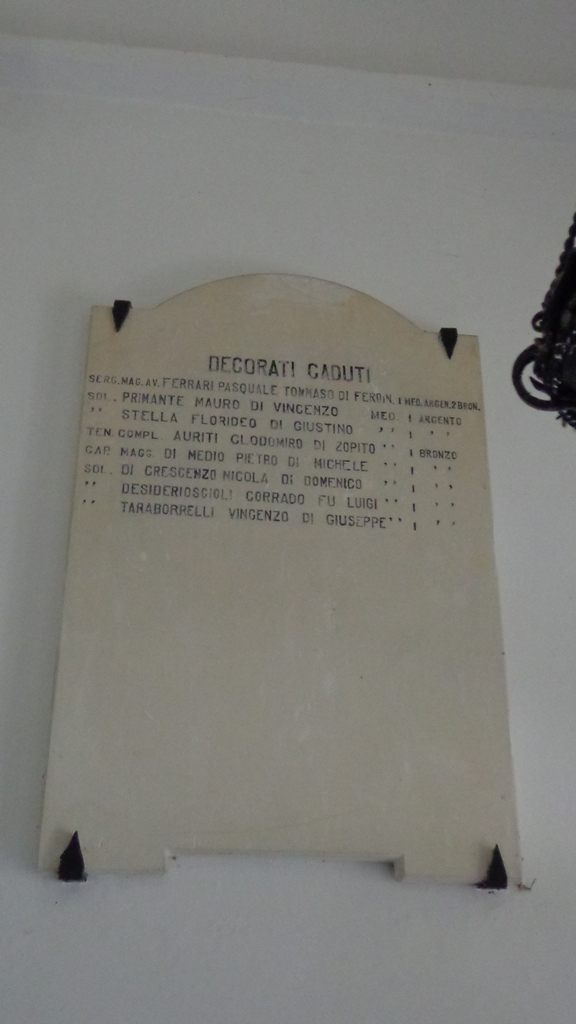 DECORATI CADUTI
SERG.MAG.AV. FERRARI PASQUALE TOMMASO DI FERDIN. 1 MED. ARGEN. 2 BRON.
SOL. PRIMANTE MAURO DI VINCENZO MED. 1 ARGENTO
'' STELLA FLORIDEO DI GIUSTINO '' 1 ''
TEN. COMPL. AURITI CLODOMIRO DI ZOPITO '' 1 BRONZO
CAP. MAGG. DI MEDIO PIETRO DI MICHELE '' 1 ''
SOL. DI CRESCENZO NICOLA DI DOMENICO '' 1 ''
'' DESIDERIOSCIOLI CORRADO FU LUIGI '' 1 ''
'' TARABORRELLI VINCENZO DI GIUSEPPE '' 1 ''